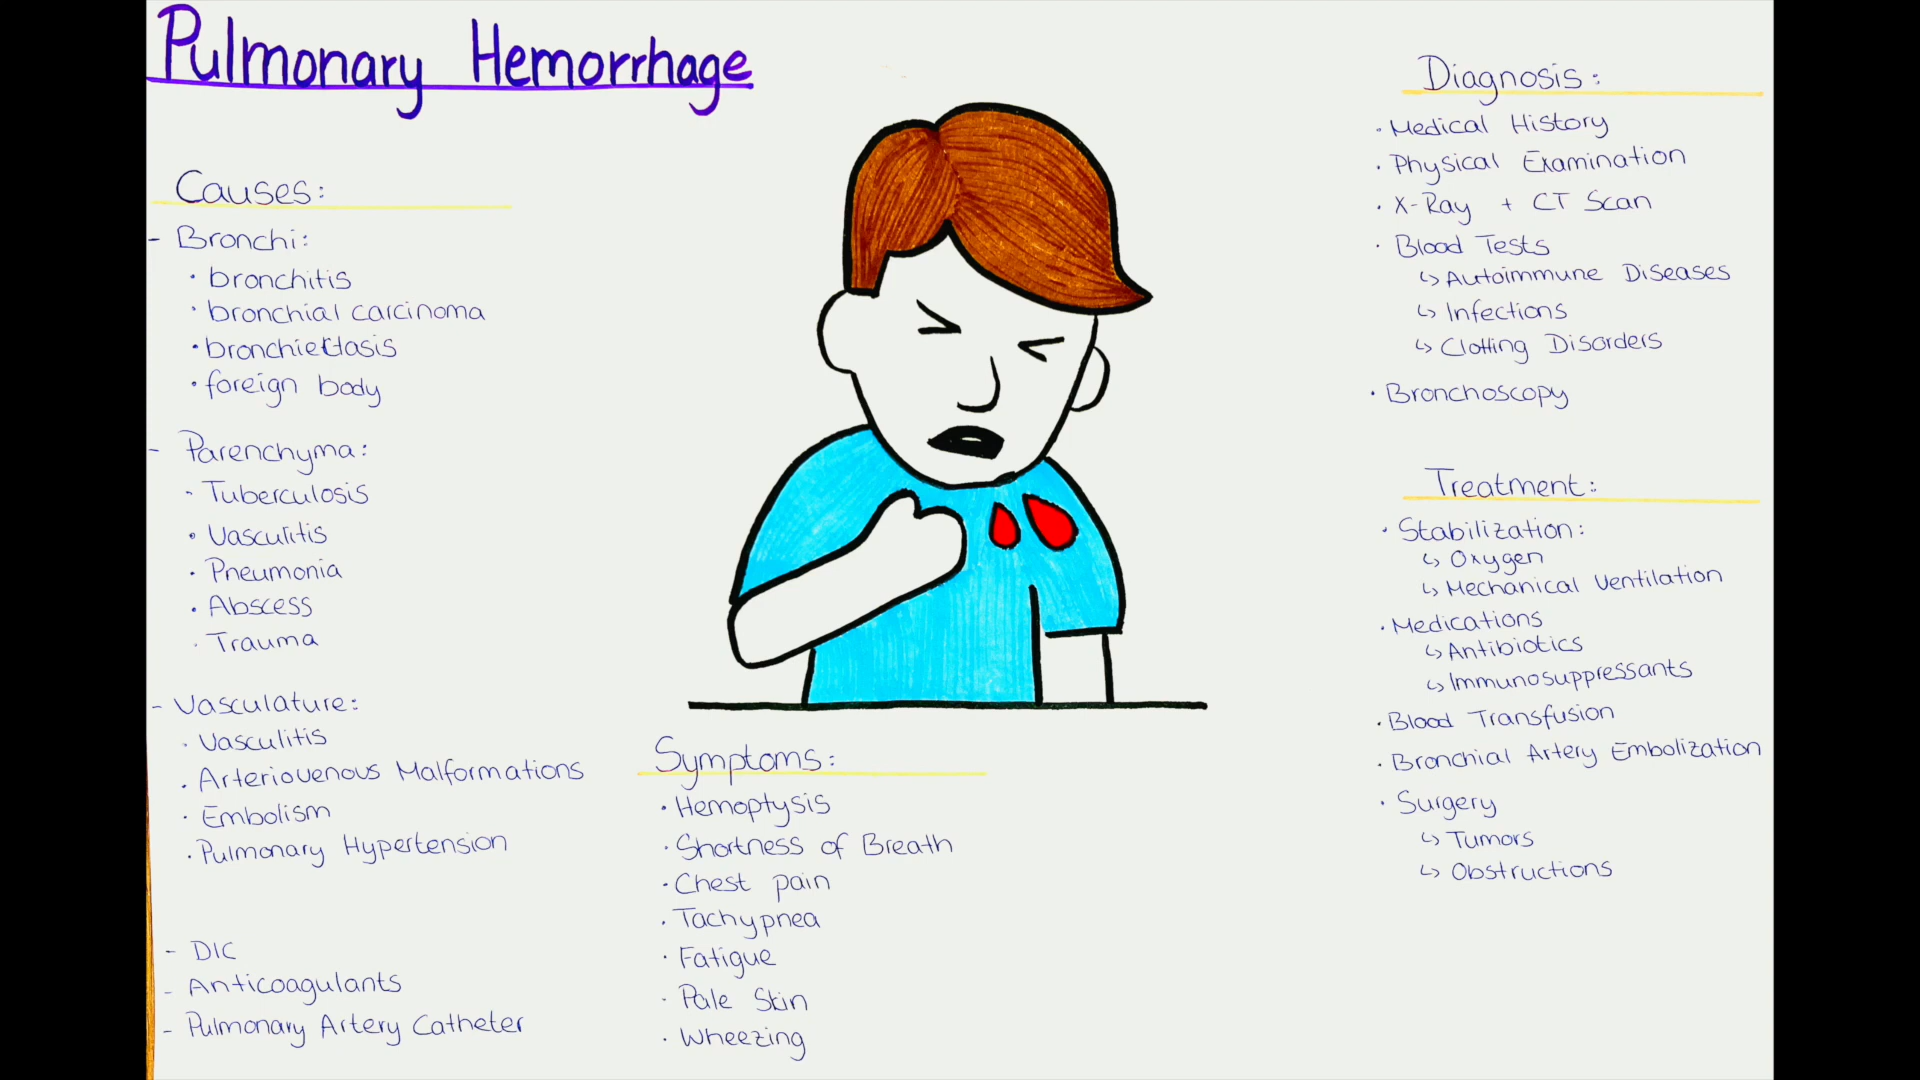 Pulmonary Hemorrhage
Causes:
- Bronchi:
· bronchitis
· bronchial carcinoma
· bronchiectasis
· foreign body
- Parenchyma:
· Tuberculosis
· Vasculitis
· Pneumonia
· Abscess
· Trauma
- Vasculature:
· Vasculitis
· Arteriovenous Malformations
· Embolism
· Pulmonary Hypertension
- DIC
- Anticoagulants
- Pulmonary Artery Catheter
Symptoms:
· Hemoptysis
· Shortness of Breath
· Chest pain
· Tachypnea
· Fatigue
· Pale Skin
· Wheezing
Diagnosis:
· Medical History
· Physical Examination
· X-Ray + CT Scan
· Blood Tests
↳ Autoimmune Diseases
↳ Infections
↳ Clotting Disorders
· Bronchoscopy
Treatment:
· Stabilization:
↳ Oxygen
↳ Mechanical Ventilation
· Medications
↳ Antibiotics
↳ Immunosuppressants
· Blood Transfusion
· Bronchial Artery Embolization
· Surgery
↳ Tumors
↳ Obstructions